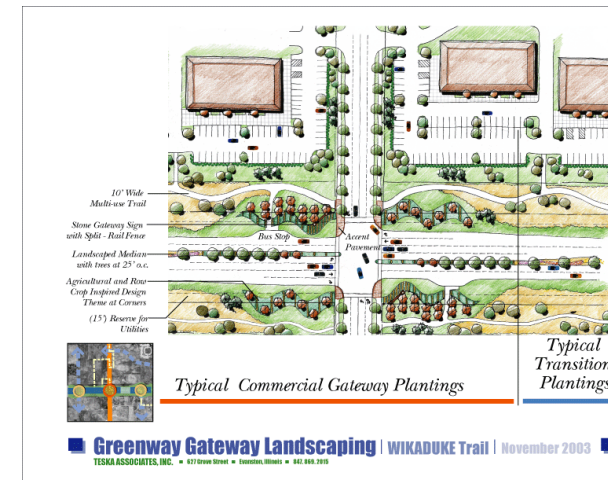 10' Wide
Multi-use Trail
Stone Gateway Sign
with Split - Rail Fence
Bus Stop
Accent
Pavement
Landscaped Median
with trees at 25' o.c.
Agricultural and Row
Crop Inspired Design
Theme at Corners
(15') Reserve for
Utilities
Typical Commercial Gateway Plantings
Typical
Transition
Plantings
Greenway Gateway Landscaping | WIKADUKE Trail | November 2003
TESKA ASSOCIATES, INC. 627 Grove Street Evanston, Illinois 847. 869. 2015